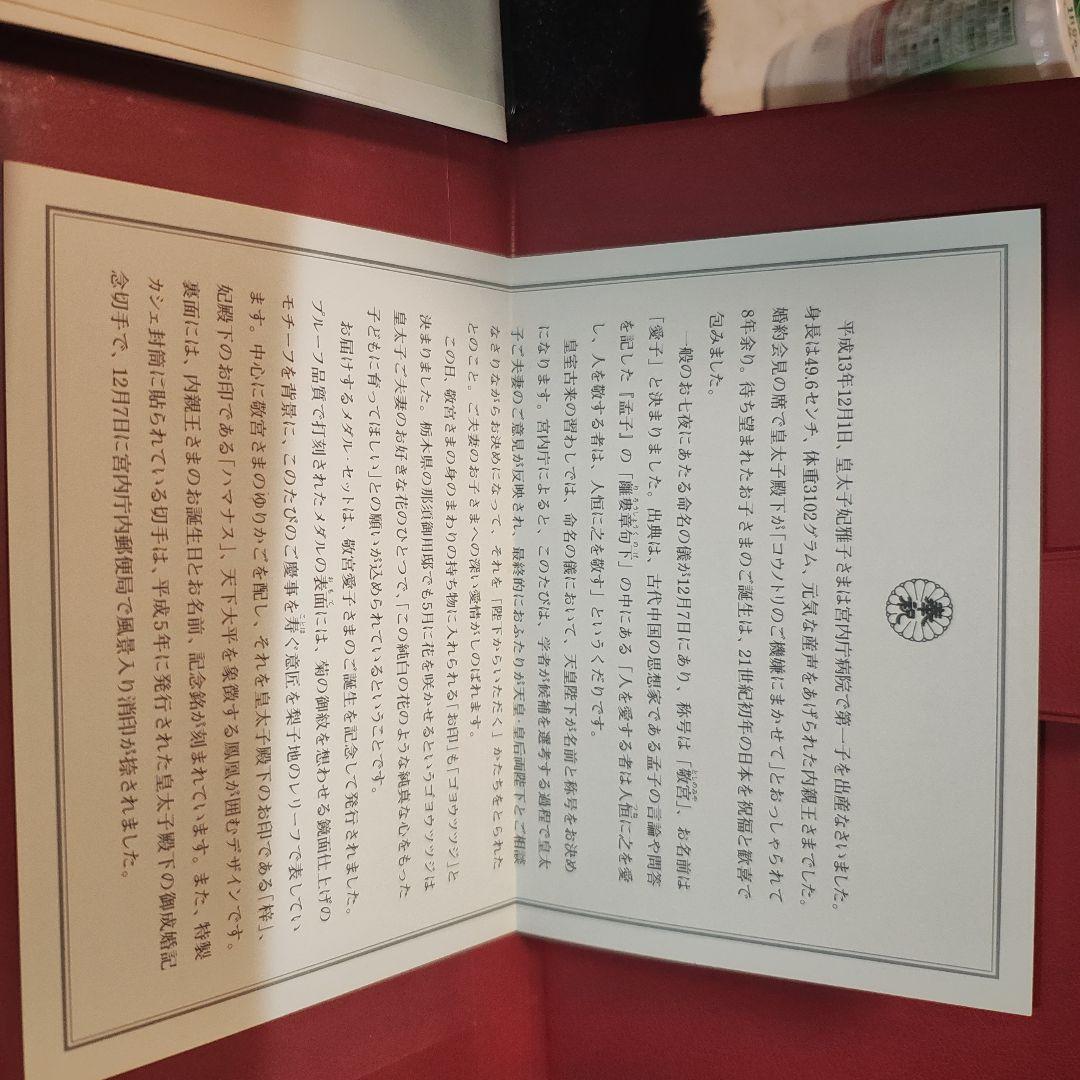 奉祝
平成13年12月1日、皇太子妃雅子さまは宮内庁病院で第一子を出産なさいました。
身長は49.6センチ、体重3102グラム、元気な産声をあげられた内親王さまでした。
婚約会見の席で皇太子殿下が「コウノトリのご機嫌にまかせて」とおっしゃられて
8年余り。待ち望まれたお子さまのご誕生は、21世紀初年の日本を祝福と歓喜で
包みました。
一般のお七夜にあたる命名の儀が12月7日にあり、称号は「敬宮」、お名前は
「愛子」と決まりました。出典は、古代中国の思想家である孟子の言論や問答
を記した『孟子』の「離婁章句下」の中にある「人を愛する者は人恒に之を愛
し、人を敬する者は、人恒に之を敬す」というくだりです。
皇室古来の習わしでは、命名の儀において、天皇陛下が名前と称号をお決め
になります。宮内庁によると、このたびは、学者が候補を選考する過程で皇太
子ご夫妻のご意見が反映され、最終的におふたりが天皇・皇后両陛下とご相談
なさりながらお決めになって、それを「陛下からいただく」かたちをとられた
とのこと。ご夫妻のお子さまへの深い愛情がしのばれます。
この日、敬宮さまの身のまわりの持ち物に入れられる「お印」も「ゴヨウツツジ」と
決まりました。栃木県の那須御用邸でも5月に花を咲かせるというゴヨウツツジは
皇太子ご夫妻のお好きな花のひとつで、「この純白の花のような純真な心をもった
子どもに育ってほしい」との願いが込められているということです。
お届けするメダル・セットは、敬宮愛子さまのご誕生を記念して発行されました。
プルーフ品質で打刻されたメダルの表面には、菊の御紋を想わせる鏡面仕上げの
モチーフを背景に、このたびのご慶事を寿ぐ意匠を梨子地のレリーフで表してい
ます。中心に敬宮さまのゆりかごを配し、それを皇太子殿下のお印である「梓」、
妃殿下のお印である「ハマナス」、天下太平を象徴する鳳凰が囲むデザインです。
裏面には、内親王さまのお誕生日とお名前、記念銘が刻まれています。また、特製
カシェ封筒に貼られている切手は、平成5年に発行された皇太子殿下の御成婚記
念切手で、12月7日に宮内庁内郵便局で風景入り消印が捺されました。